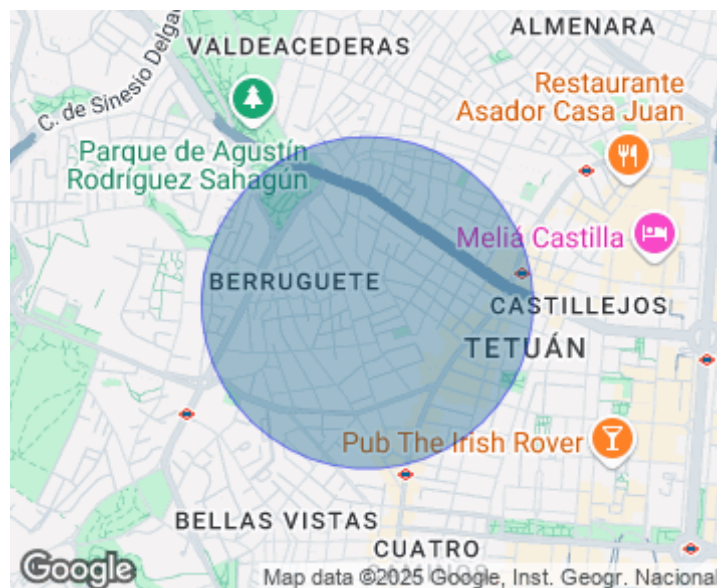 ALMENARA
VALDEACEDERAS
C. de Sinesio Delga
Restaurante
Asador Casa Juan
Parque de Agustín
Rodríguez Sahagún
Meliá Castilla
BERRUGUETE
CASTILLEJOS
TETUÁN
Pub The Irish Rover
BELLAS VISTAS
CUATRO
Google
Map data ©2025 Google, Inst. Geogr. Nacional